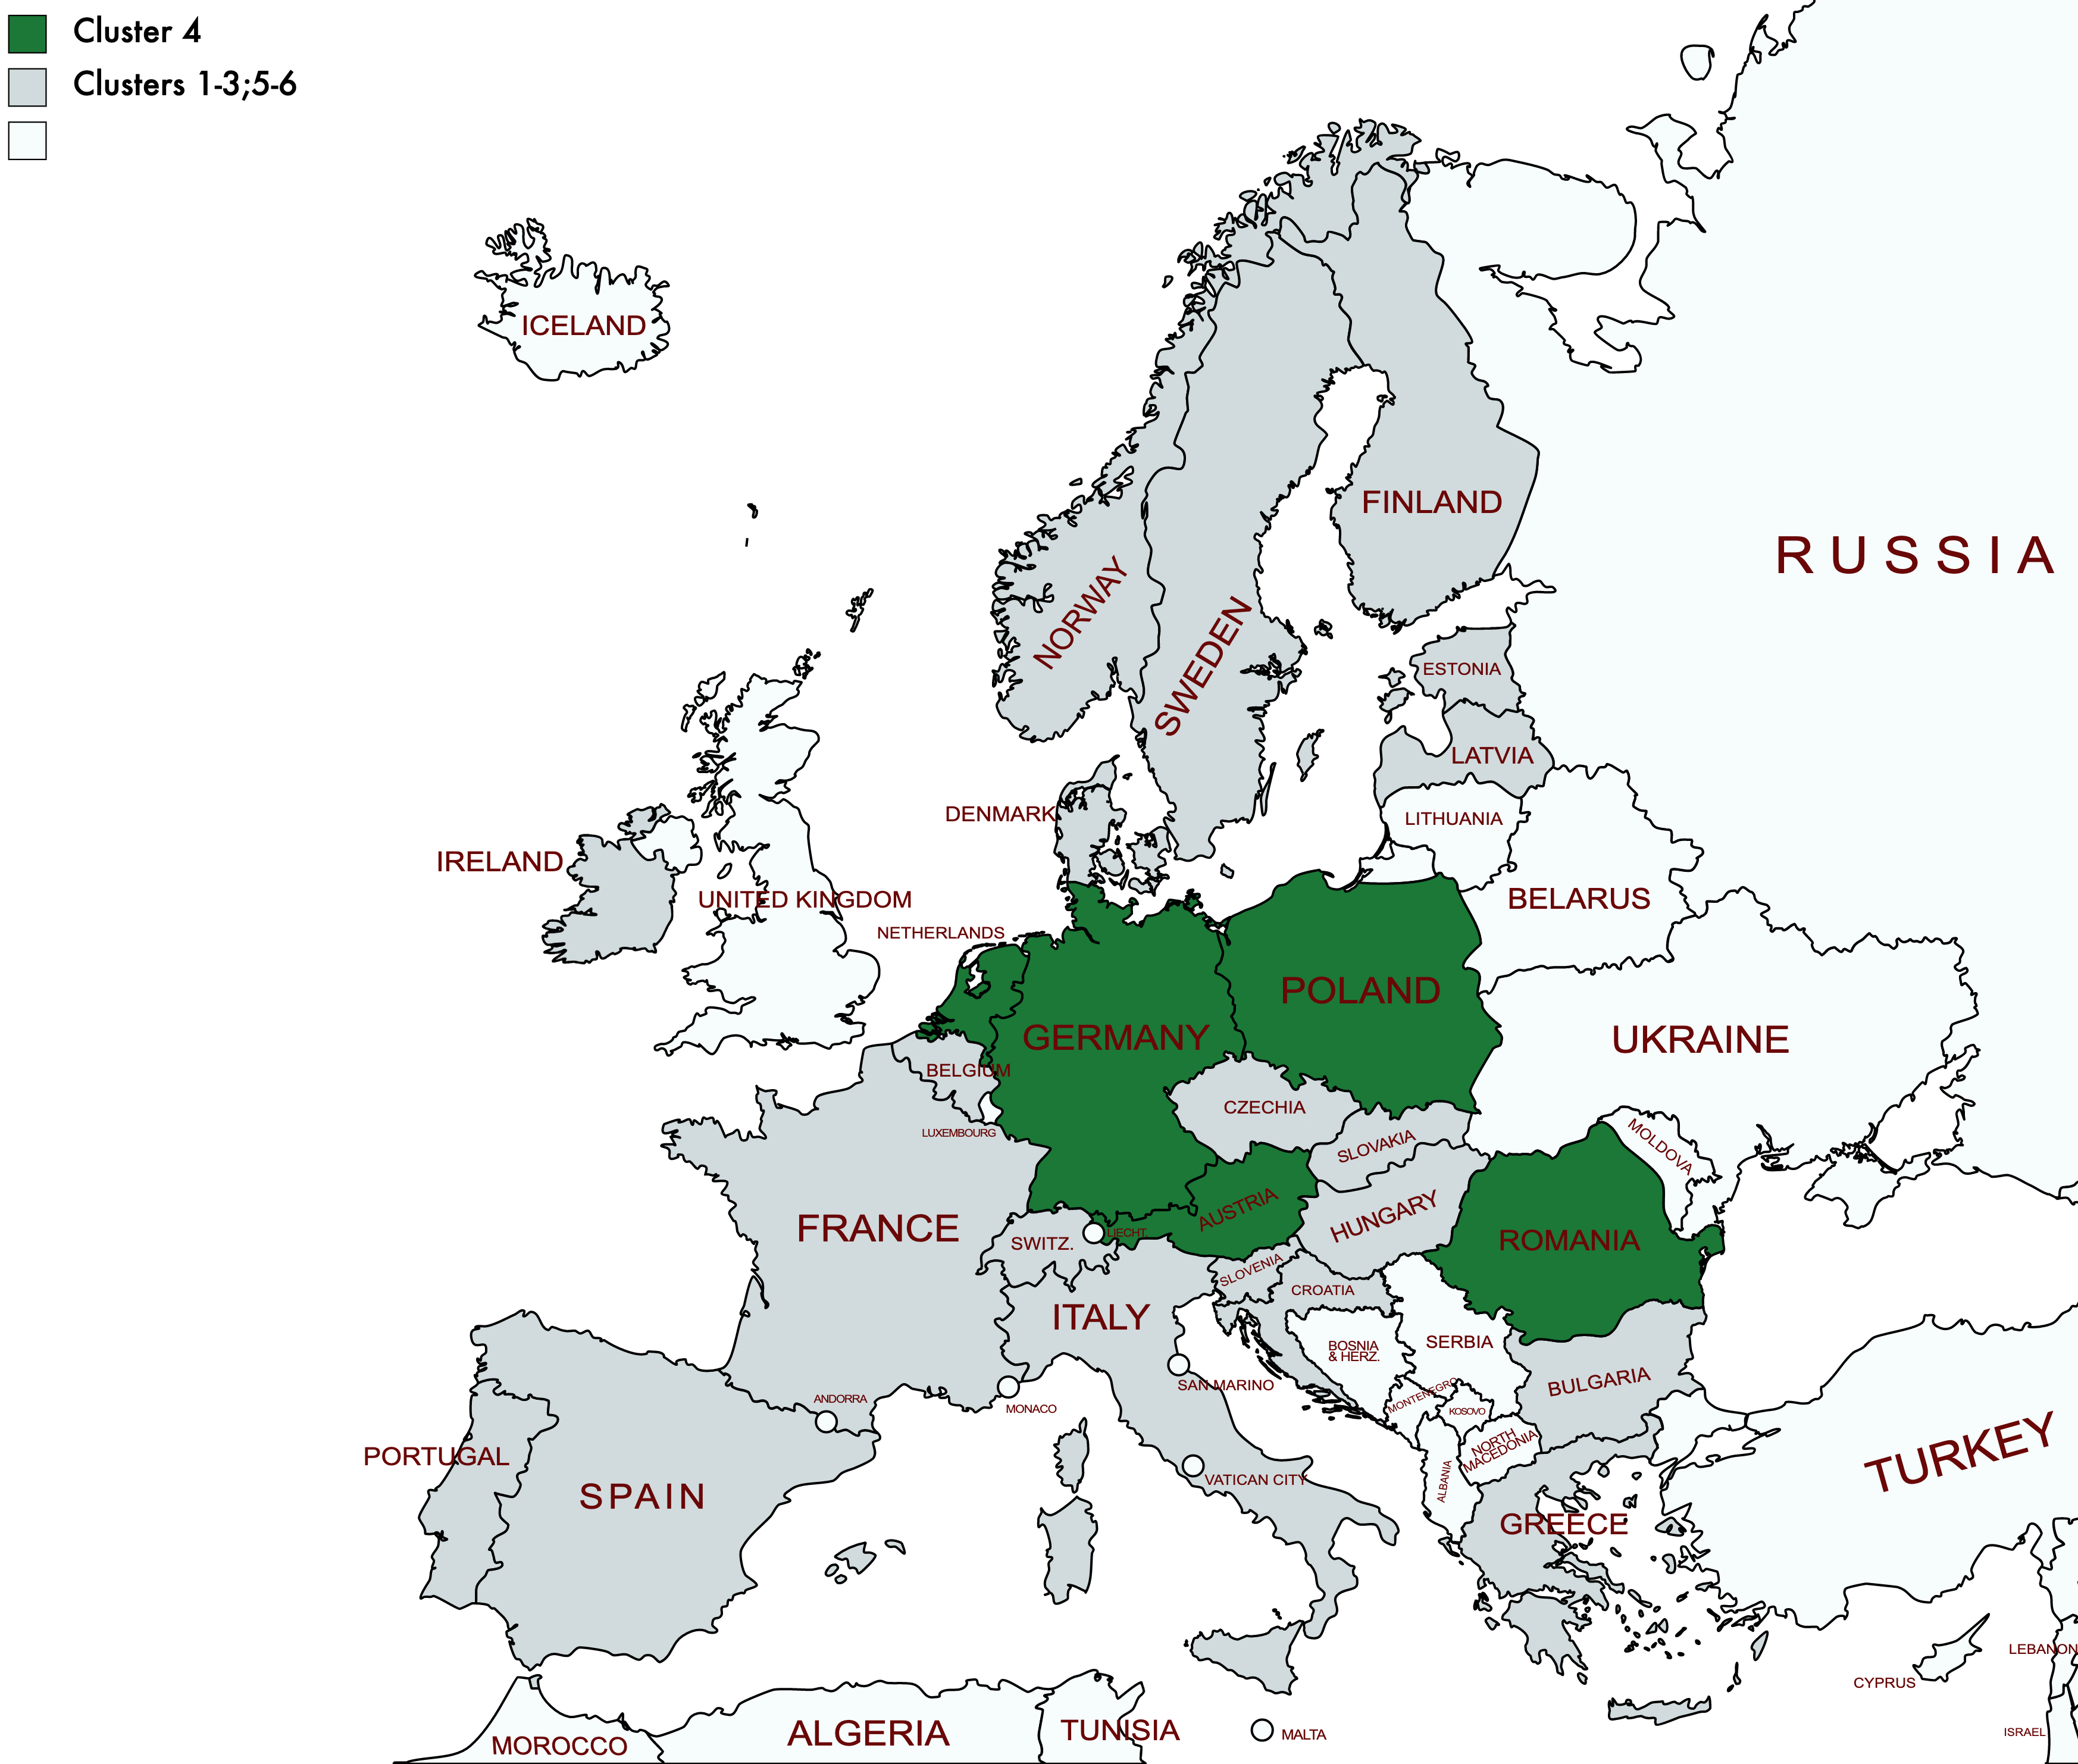 Cluster 4
Clusters 1-3;5-6
ICELAND
RUSSIA
FINLAND
NORWAY
SWEDEN
ESTONIA
LATVIA
LITHUANIA
DENMARK
IRELAND
UNITED KINGDOM
BELARUS
NETHERLANDS
POLAND
GERMANY
UKRAINE
BELGIUM
CZECHIA
LUXEMBOURG
SLOVAKIA
MOLDOVA
AUSTRIA
HUNGARY
FRANCE
LIECHT.
SWITZ.
ROMANIA
SLOVENIA
CROATIA
ITALY
BOSNIA
& HERZ.
SERBIA
BULGARIA
SAN MARINO
MONTENEGRO
ANDORRA
MONACO
KOSOVO
NORTH
MACEDONIA
PORTUGAL
TURKEY
SPAIN
VATICAN CITY
ALBANIA
GREECE
LEBANON
CYPRUS
MOROCCO
ALGERIA
TUNISIA
MALTA
ISRAEL